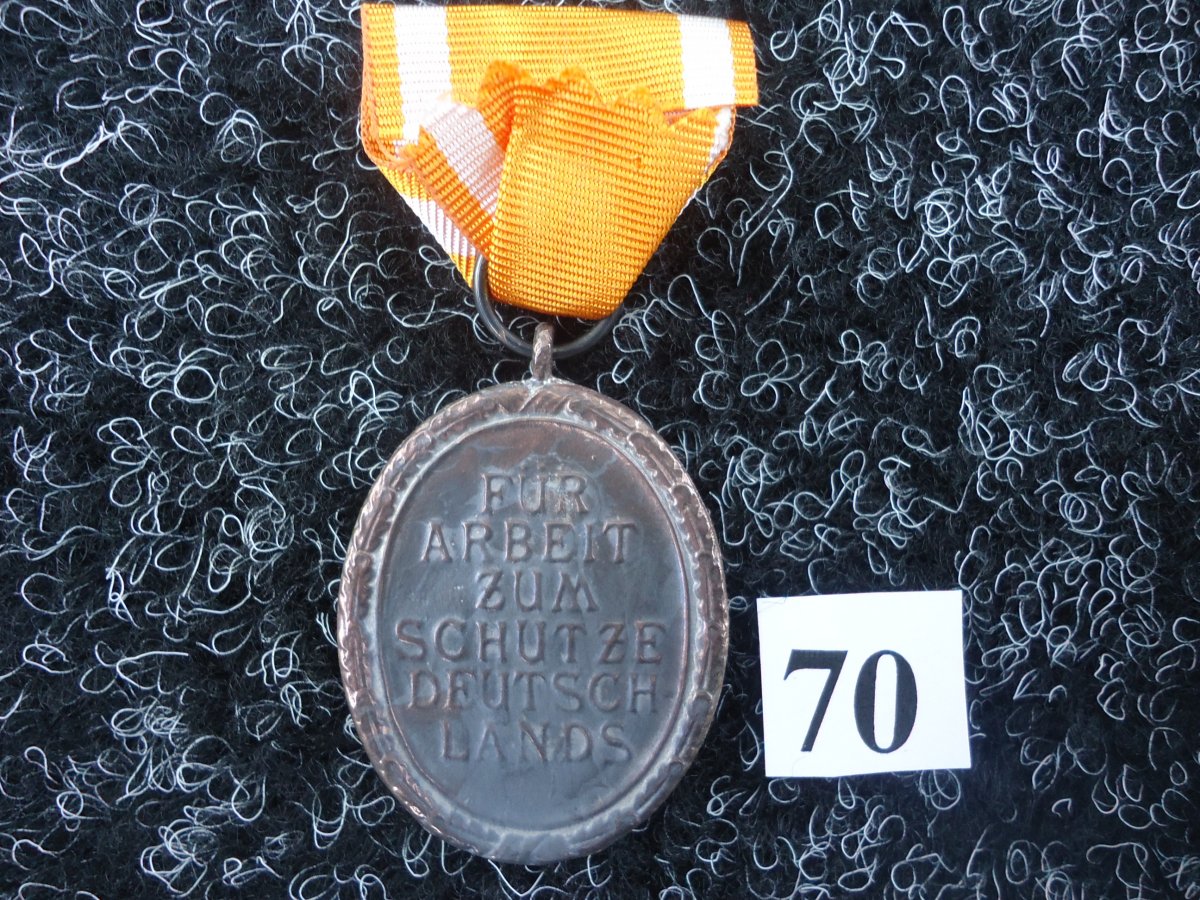 FÜR
ARBEIT
ZUM
SCHUTZE
DEUTSCH
LANDS
70